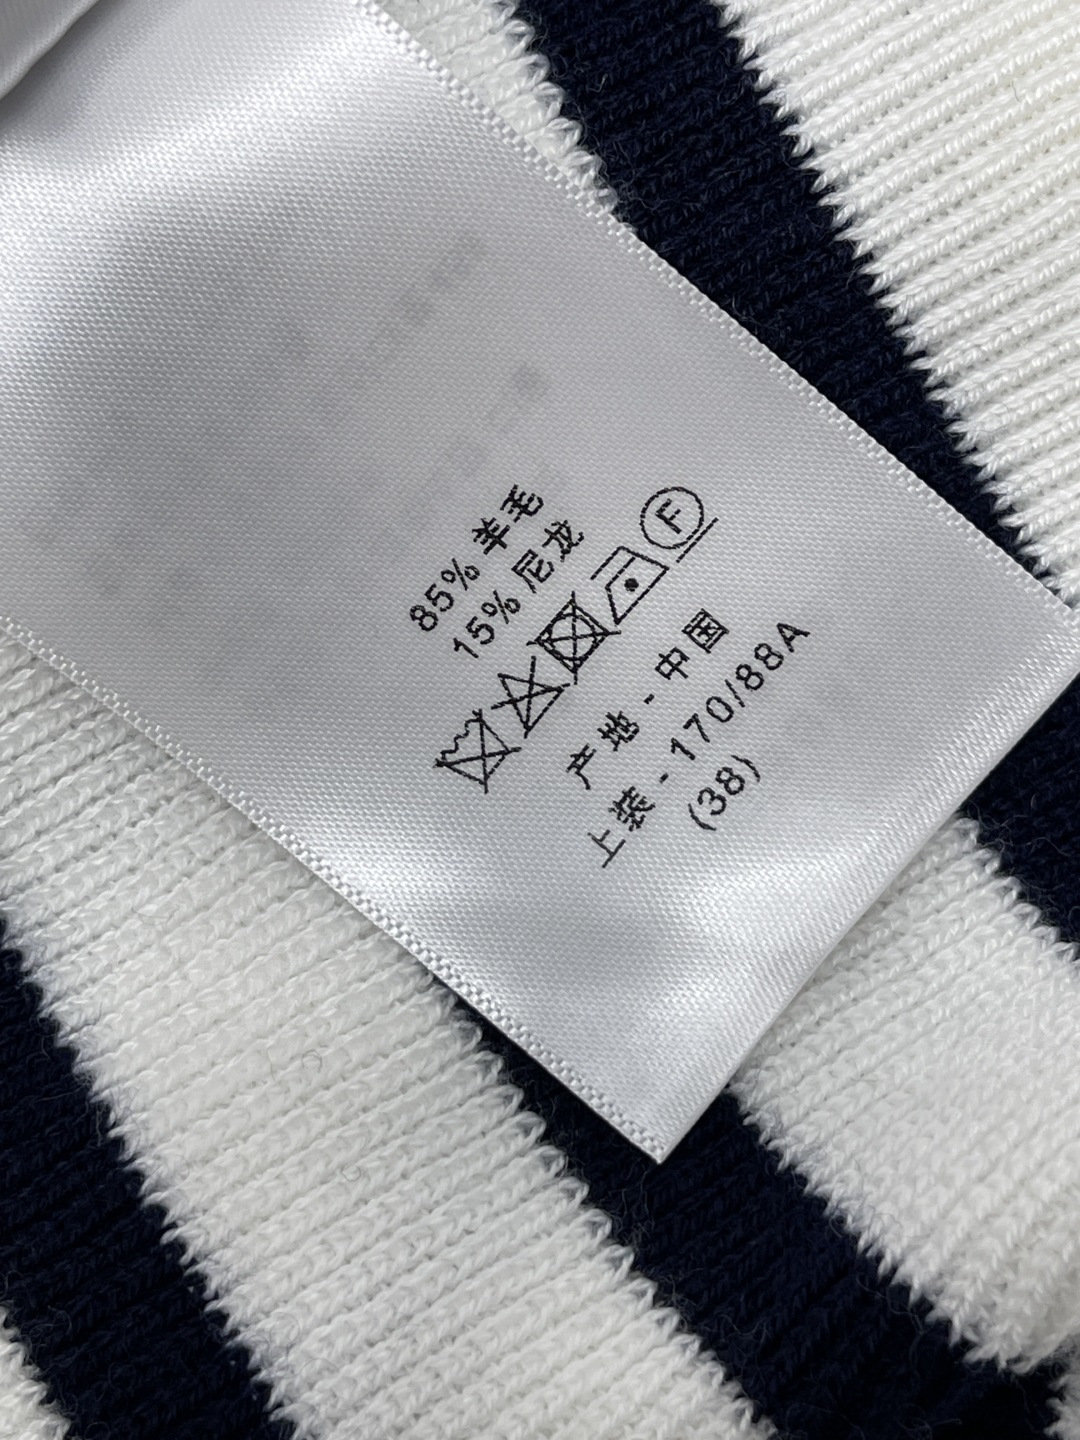 85% 羊毛
15% 尼龙
F
产地 - 中国
上装 - 170/88A
(38)